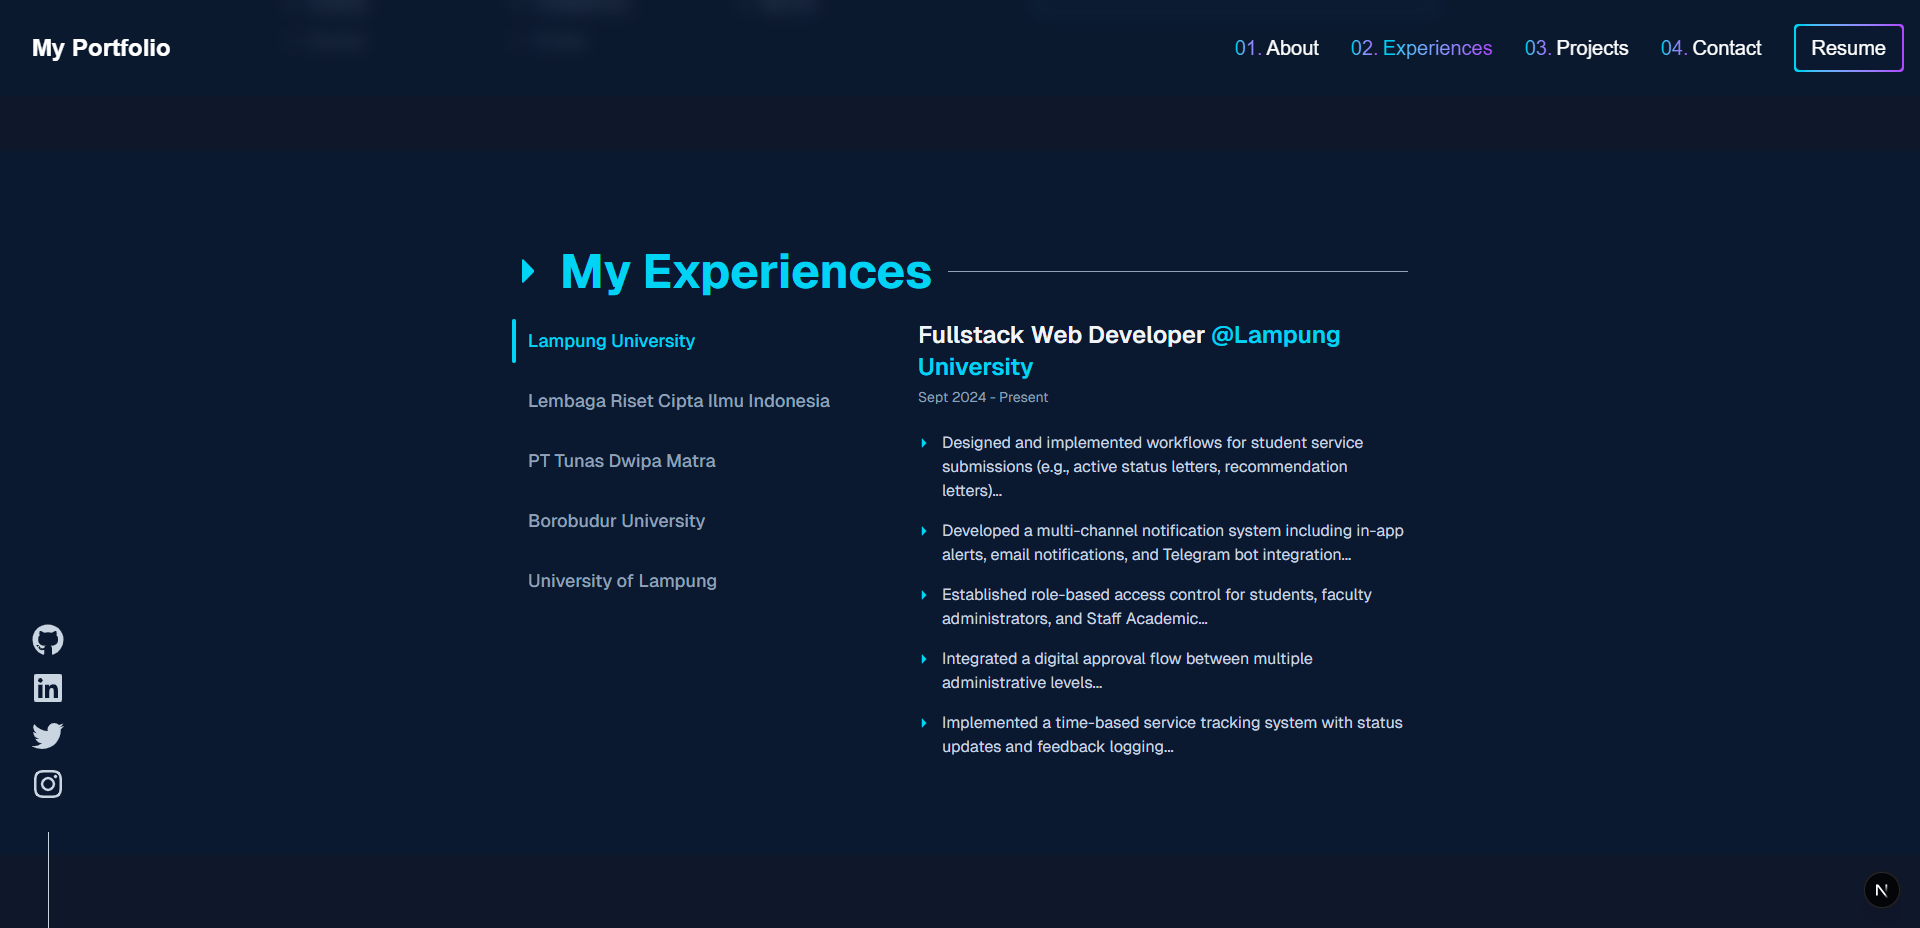 My Portfolio
01. About
02. Experiences
03. Projects
04. Contact
Resume
My Experiences
Lampung University
Lembaga Riset Cipta Ilmu Indonesia
PT Tunas Dwipa Matra
Borobudur University
University of Lampung
Fullstack Web Developer @Lampung
University
Sept 2024 - Present
Designed and implemented workflows for student service
submissions (e.g., active status letters, recommendation
letters)...
Developed a multi-channel notification system including in-app
alerts, email notifications, and Telegram bot integration...
Established role-based access control for students, faculty
administrators, and Staff Academic...
Integrated a digital approval flow between multiple
administrative levels...
Implemented a time-based service tracking system with status
updates and feedback logging...
in
N